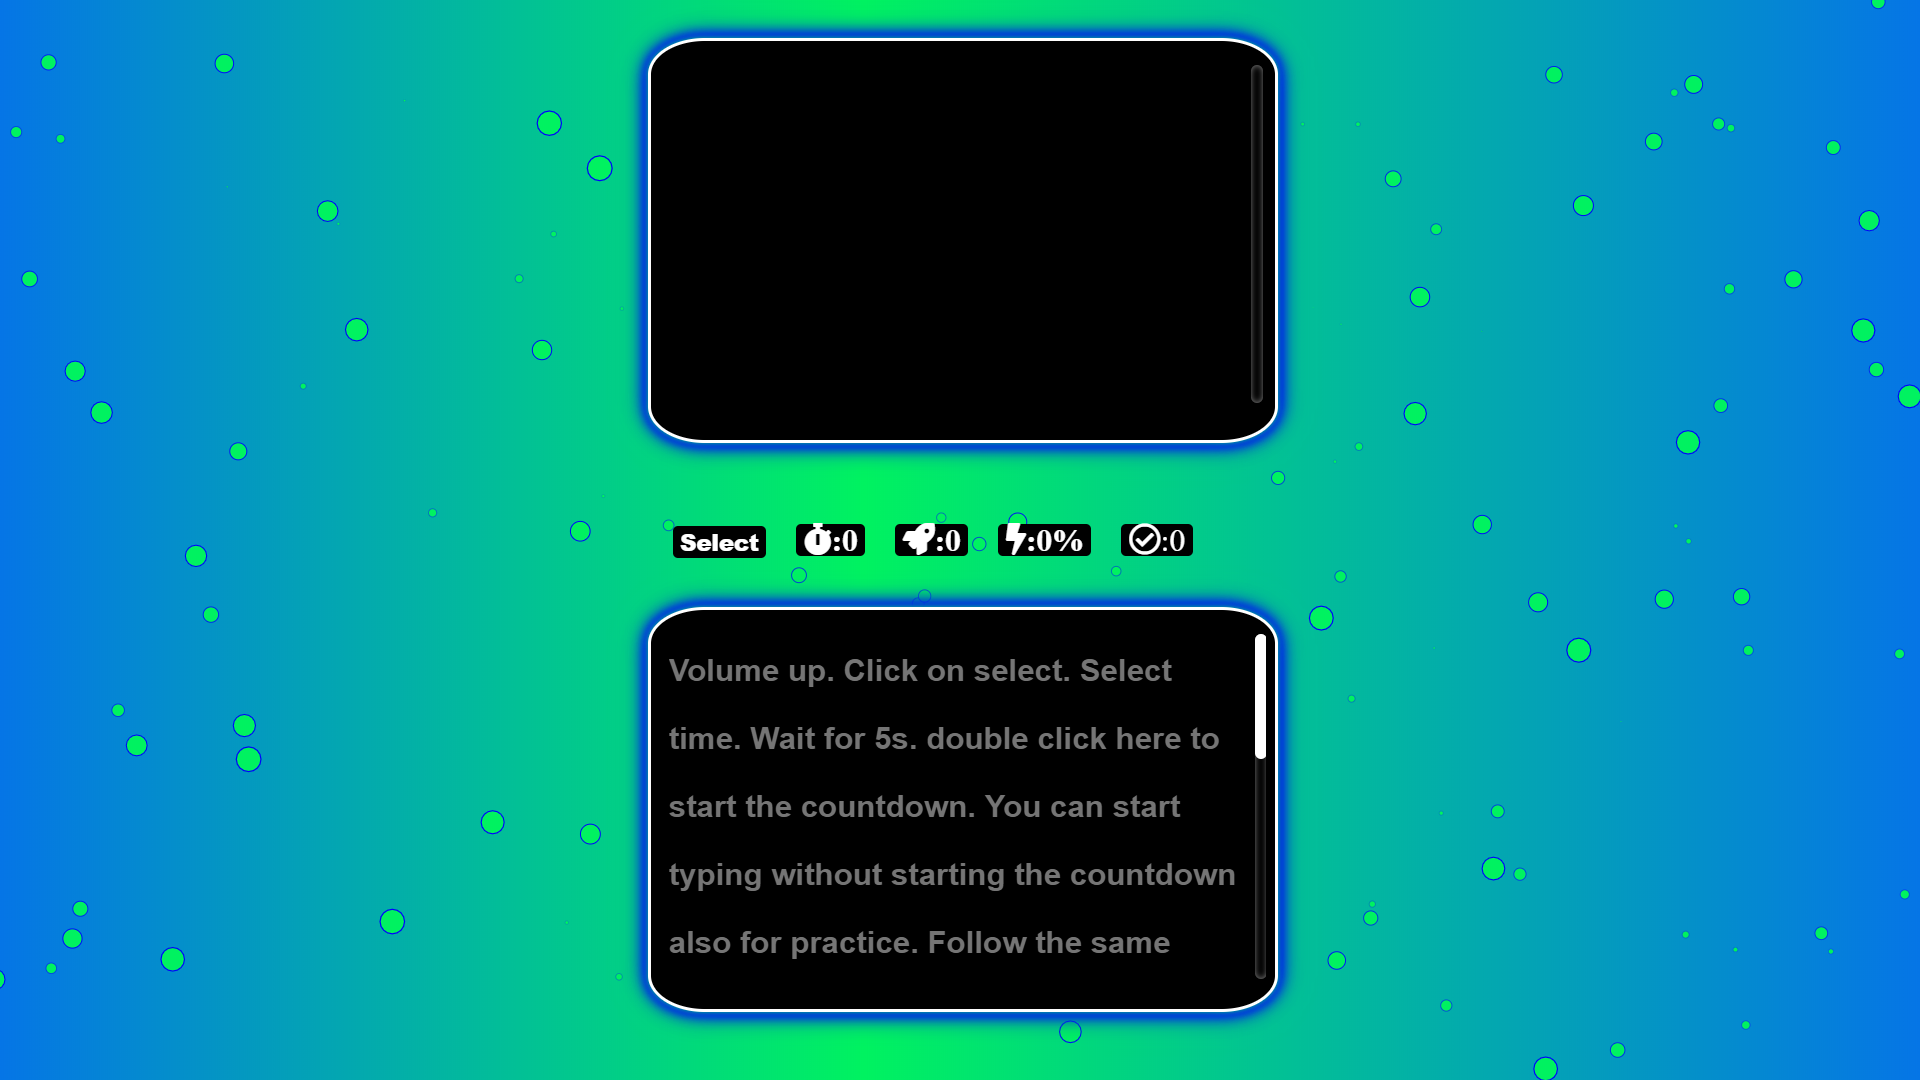 Select :0 :0 :0% :0
Volume up. Click on select. Select
time. Wait for 5s. double click here to
start the countdown. You can start
typing without starting the countdown
also for practice. Follow the same